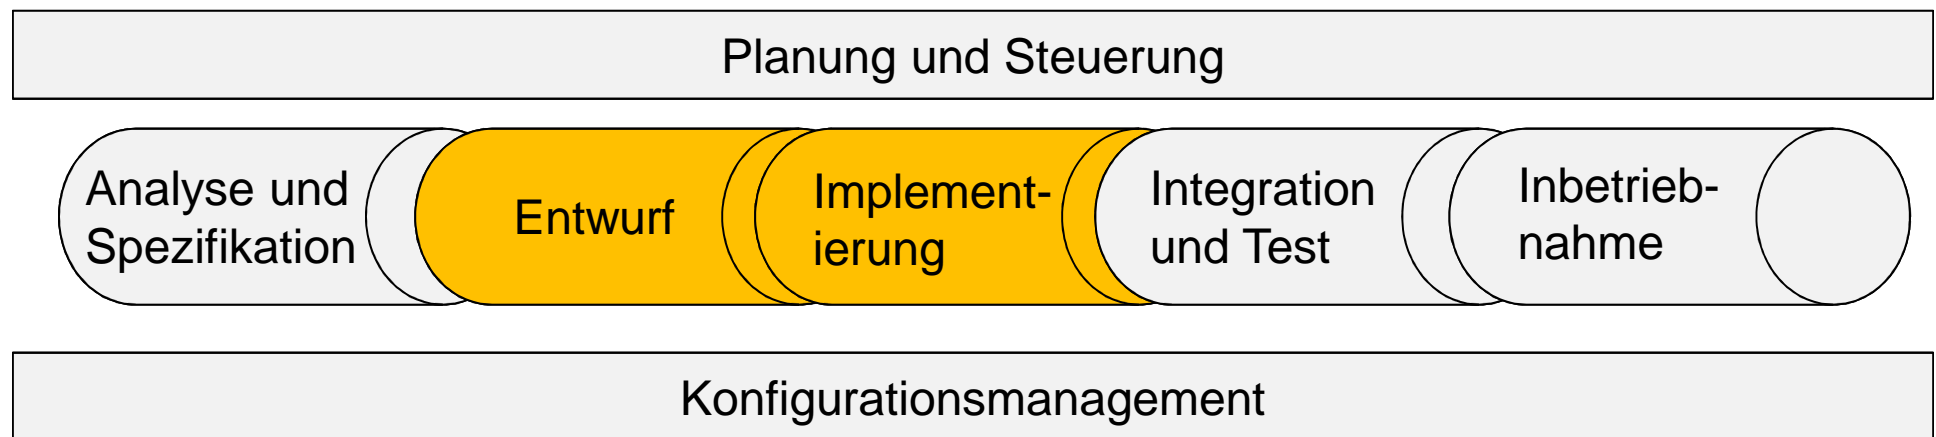 Planung und Steuerung
Analyse und
Spezifikation
Entwurf
Implement-
ierung
Integration
und Test
Inbetrieb-
nahme
Konfigurationsmanagement